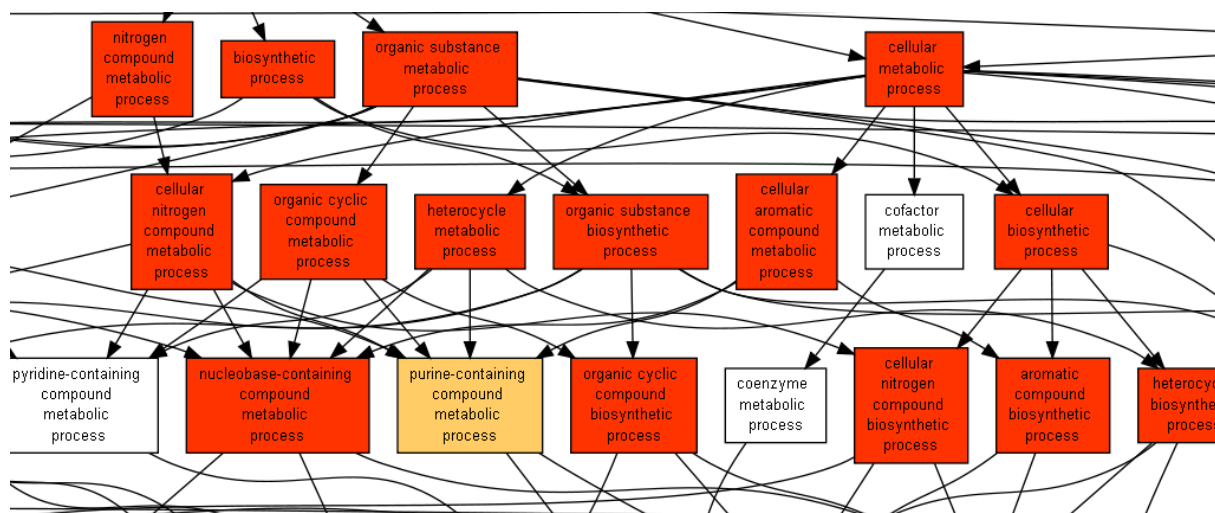 nitrogen
compound
metabolic
process
biosynthetic
process
organic substance
metabolic
process
cellular
metabolic
process
cellular
nitrogen
compound
metabolic
process
organic cyclic
compound
metabolic
process
heterocycle
metabolic
process
organic substance
biosynthetic
process
cellular
aromatic
compound
metabolic
process
cofactor
metabolic
process
cellular
biosynthetic
process
pyridine-containing
compound
metabolic
process
nucleobase-containing
compound
metabolic
process
purine-containing
compound
metabolic
process
organic cyclic
compound
biosynthetic
process
coenzyme
metabolic
process
cellular
nitrogen
compound
biosynthetic
process
aromatic
compound
biosynthetic
process
process